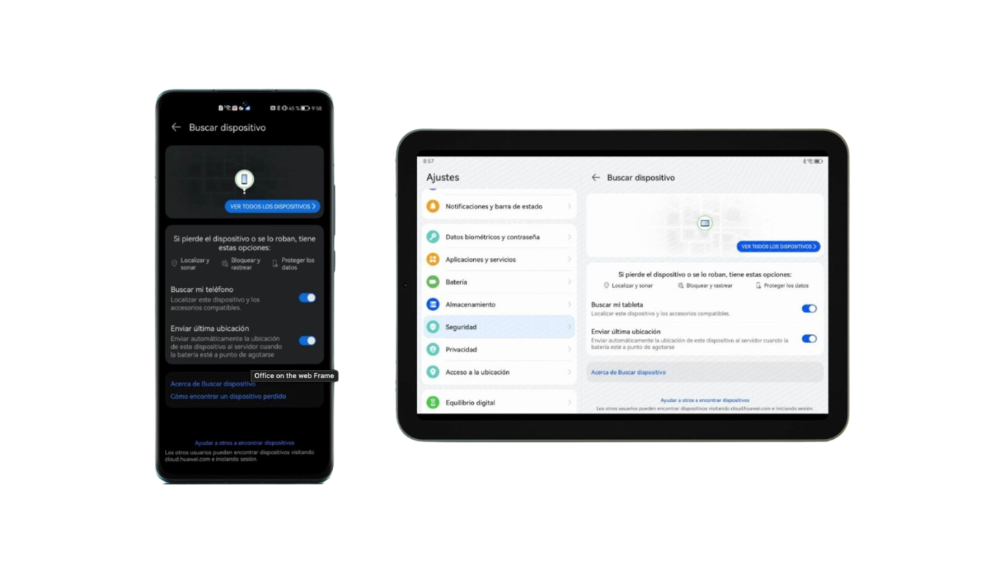 45 % 9:58
Buscar dispositivo
VER TODOS LOS DISPOSITIVOS
Si pierde el dispositivo o se lo roban, tiene
estas opciones:
Localizar y
sonar
Bloquear y
rastrear
Proteger los
datos
Buscar mi teléfono
Localizar este dispositivo y los
accesorios compatibles.
Enviar última ubicación
Enviar automáticamente la ubicación
de este dispositivo al servidor cuando
la batería esté a punto de agotarse
Office on the web Frame
Acerca de Buscar dispositivo
Cómo encontrar un dispositivo perdido
Ayudar a otros a encontrar dispositivos
Los otros usuarios pueden encontrar dispositivos visitando
cloud.huawei.com e iniciando sesión.
8:57
Ajustes
Notificaciones y barra de estado
Datos biométricos y contraseña
Aplicaciones y servicios
Batería
Almacenamiento
Seguridad
Privacidad
Acceso a la ubicación
Equilibrio digital
Buscar dispositivo
VER TODOS LOS DISPOSITIVOS
Si pierde el dispositivo o se lo roban, tiene estas opciones:
Localizar y sonar
Bloquear y rastrear
Proteger los datos
Buscar mi tableta
Localizar este dispositivo y los accesorios compatibles.
Enviar última ubicación
Enviar automáticamente la ubicación de este dispositivo al servidor cuando la
batería esté a punto de agotarse
Acerca de Buscar dispositivo
Ayudar a otros a encontrar dispositivos
Los otros usuarios pueden encontrar dispositivos visitando cloud.huawei.com e iniciando sesión.